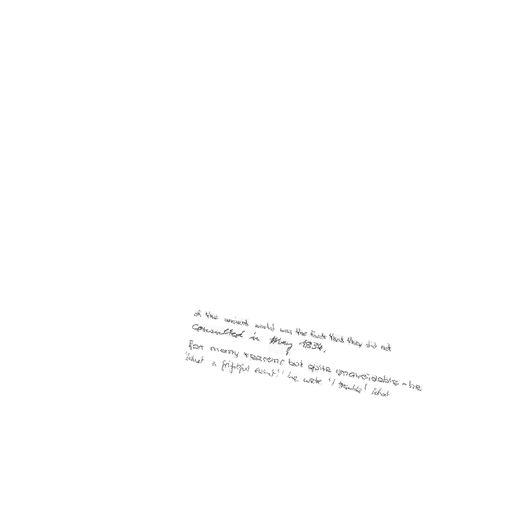 of the ancient world was the fact that they did not
consulted in May 1834.
For many reasons but quite unavoidable - he
"What a frightful event!" he wrote "I thought what